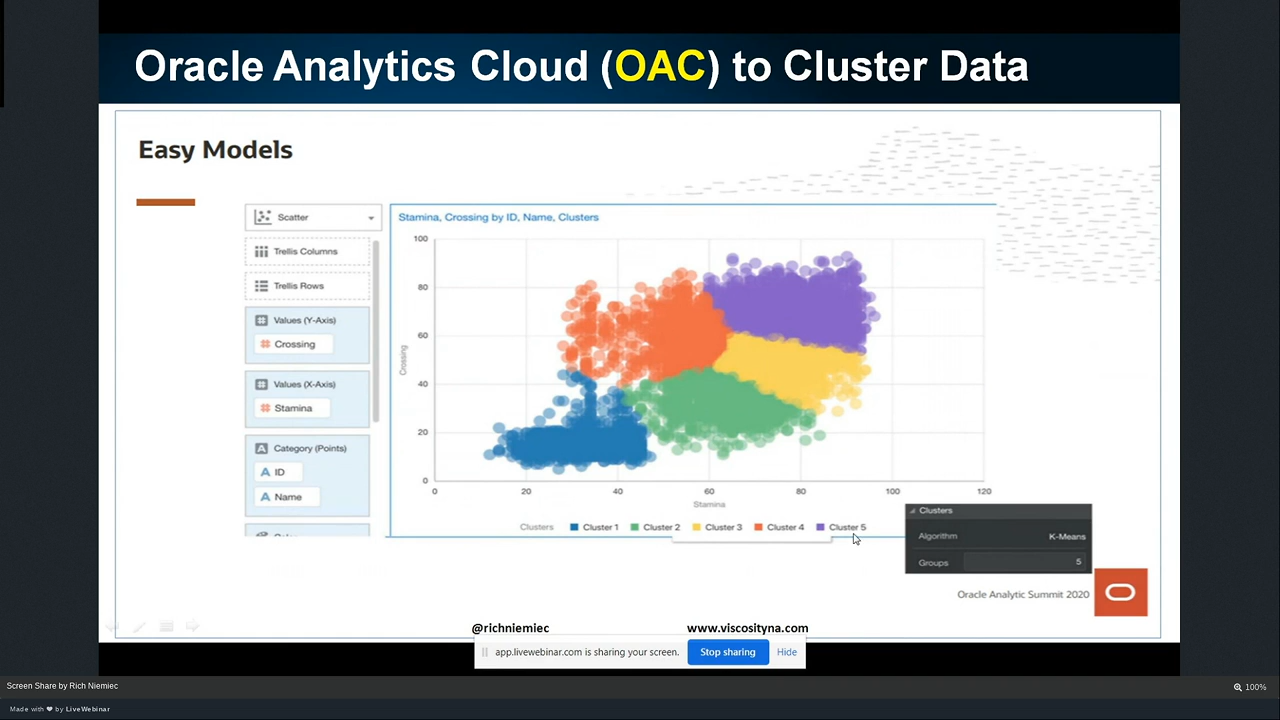 Oracle Analytics Cloud (OAC) to Cluster Data
Easy Models
Scatter
Trellis Columns
Trellis Rows
Values (Y-Axis)
# Crossing
Values (X-Axis)
# Stamina
Category (Points)
A ID
A Name
Stamina, Crossing by ID, Name, Clusters
100
80
60
40
20
0
Crossing
0 20 40 60 80 100 120
Stamina
Clusters Cluster 1 Cluster 2 Cluster 3 Cluster 4 Cluster 5
Clusters
Algorithm K-Means
Groups 5
Oracle Analytic Summit 2020
@richniemiec www.viscosityna.com
app.livewebinar.com is sharing your screen. Stop sharing Hide
Screen Share by Rich Niemiec
100%
Made with ❤ by LiveWebinar